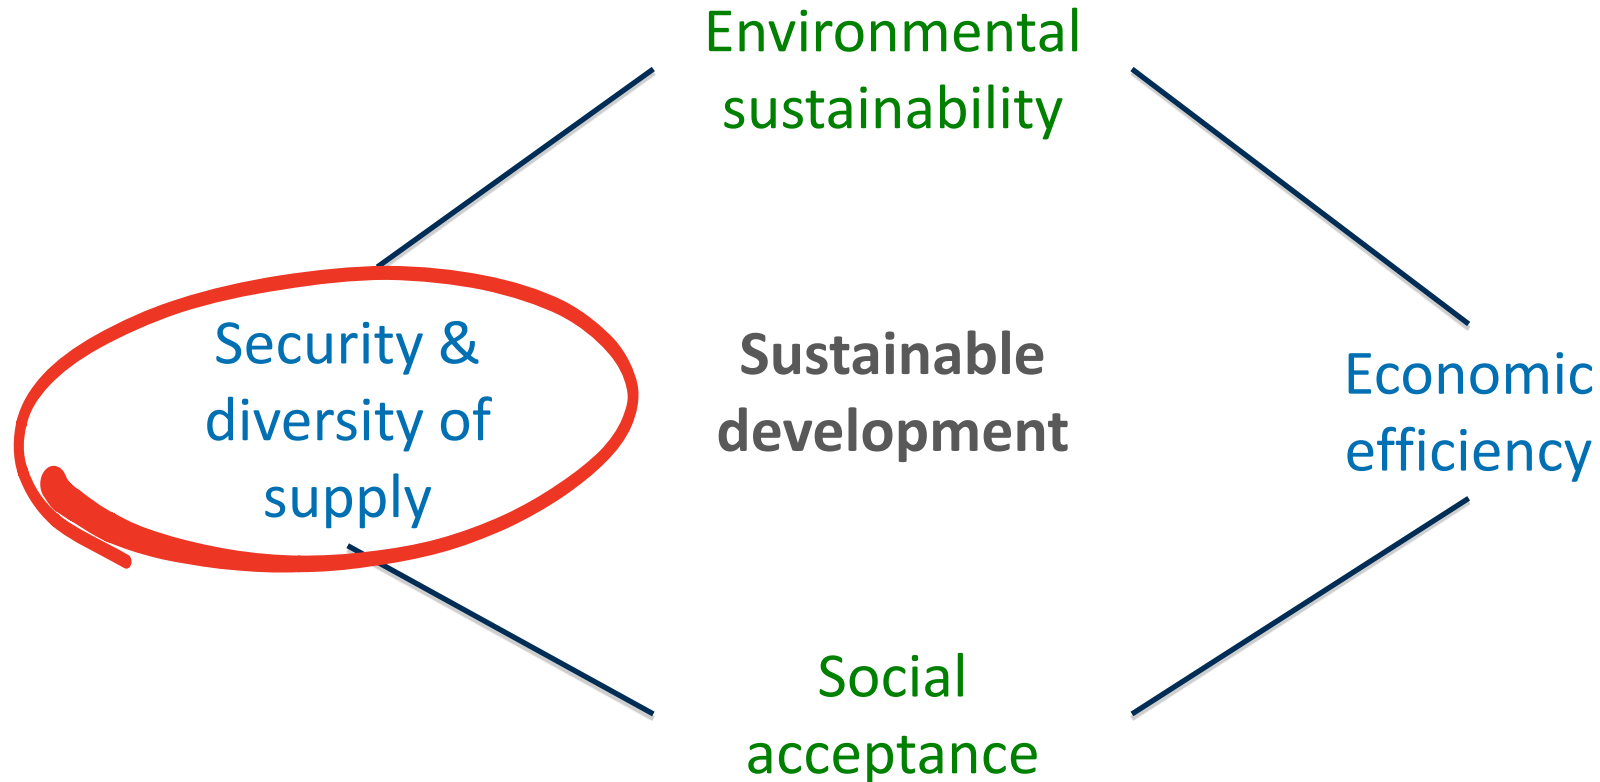 Environmental
sustainability
Security &
diversity of
supply
Sustainable
development
Economic
efficiency
Social
acceptance